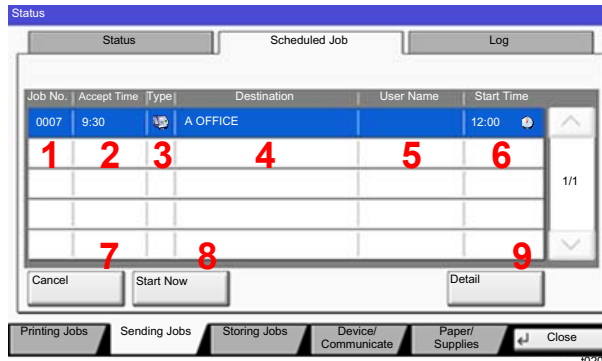 Status
Status Scheduled Job Log
Job No. Accept Time Type Destination User Name Start Time
0007 9:30 A OFFICE 12:00
1 2 3 4 5 6
1/1
7 8 9
Cancel Start Now Detail
Printing Jobs Sending Jobs Storing Jobs Device/ Communicate Paper/ Supplies Close